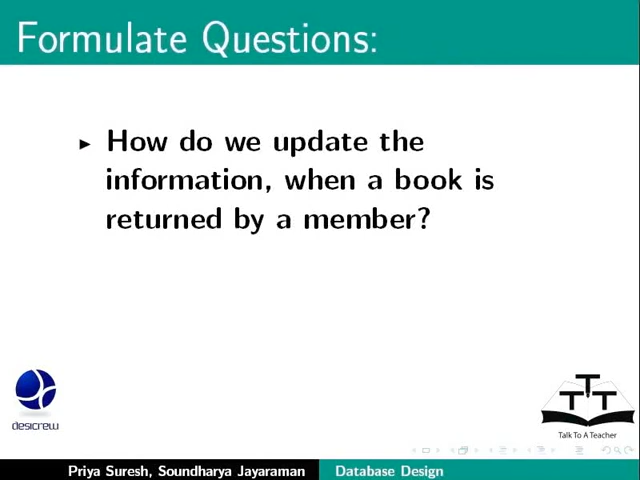 Formulate Questions:
How do we update the
information, when a book is
returned by a member?
desicrew
T T T
Talk To A Teacher
Priya Suresh, Soundharya Jayaraman
Database Design